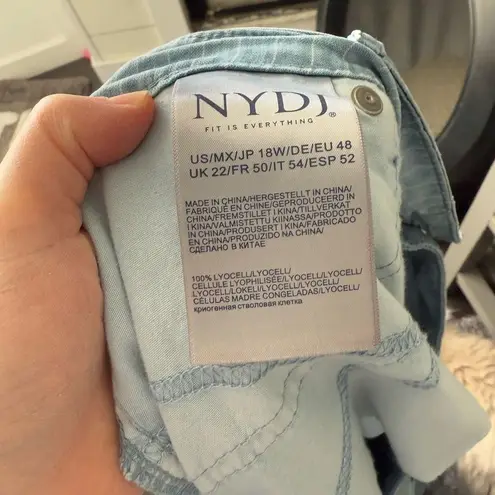 NYDJ®
FIT IS EVERYTHING
US/MX/JP 18W/DE/EU 48
UK 22/FR 50/IT 54/ESP 52
MADE IN CHINA/HERGESTELLT IN CHINA/
FABRIQUÉ EN CHINE/GEPRODUCEERD IN
CHINA/FREMSTILLET I KINA/TILLVERKAT
I KINA/VALMISTETTU KIINASSA/PRODOTTO
IN CHINA/PRODUSERT I KINA/FABRICADO
EN CHINA/PRODUZIDO NA CHINA/
СДЕЛАНО В КИТАЕ
100% LYOCELL/LYOCELL/
CELLULE LYOPHILISÉE/LYOCELL/
LYOCELL/LOKELI/LYOCELL/LYOCELL/
CÉLULAS MADRE CONGELADAS/LYOCELL/
криогенная стволовая клетка